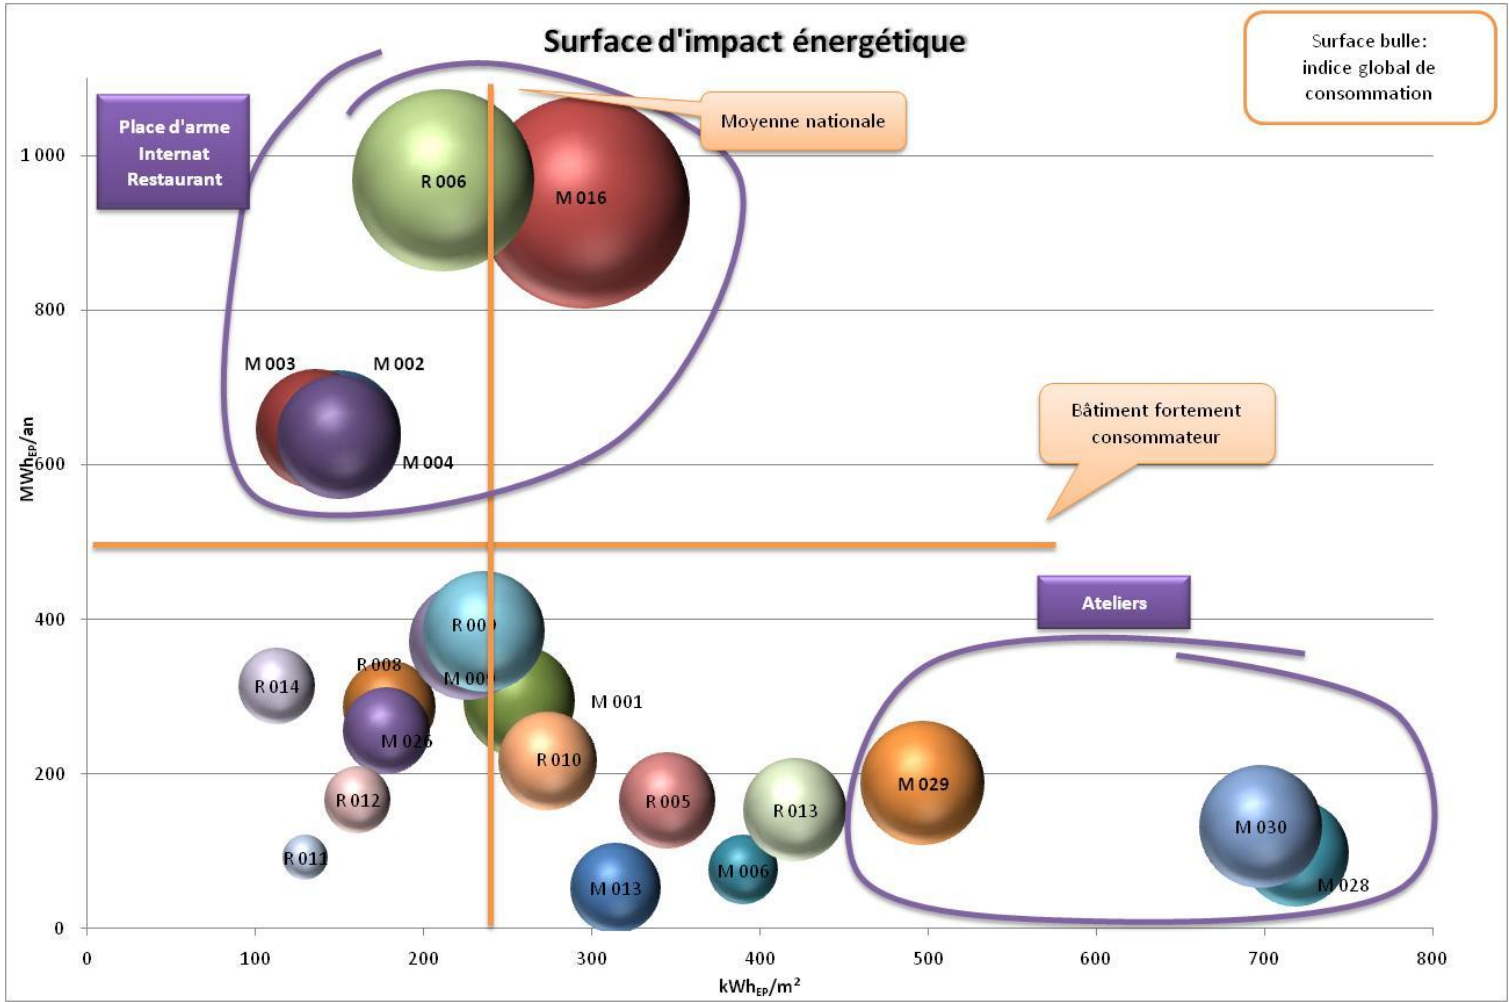 Surface d'impact énergétique
Surface bulle:
indice global de
consommation
Place d'arme
Internat
Restaurant
Moyenne nationale
R 006
M 016
M 003
M 002
M 004
Bâtiment fortement
consommateur
Ateliers
R 009
M 009
R 008
R 014
M 001
M 026
R 010
R 012
R 005
R 013
M 029
M 030
R 011
M 013
M 006
M 028
MWhEP/an
1 000
800
600
400
200
0
0 100 200 300 400 500 600 700 800
kWhEP/m²